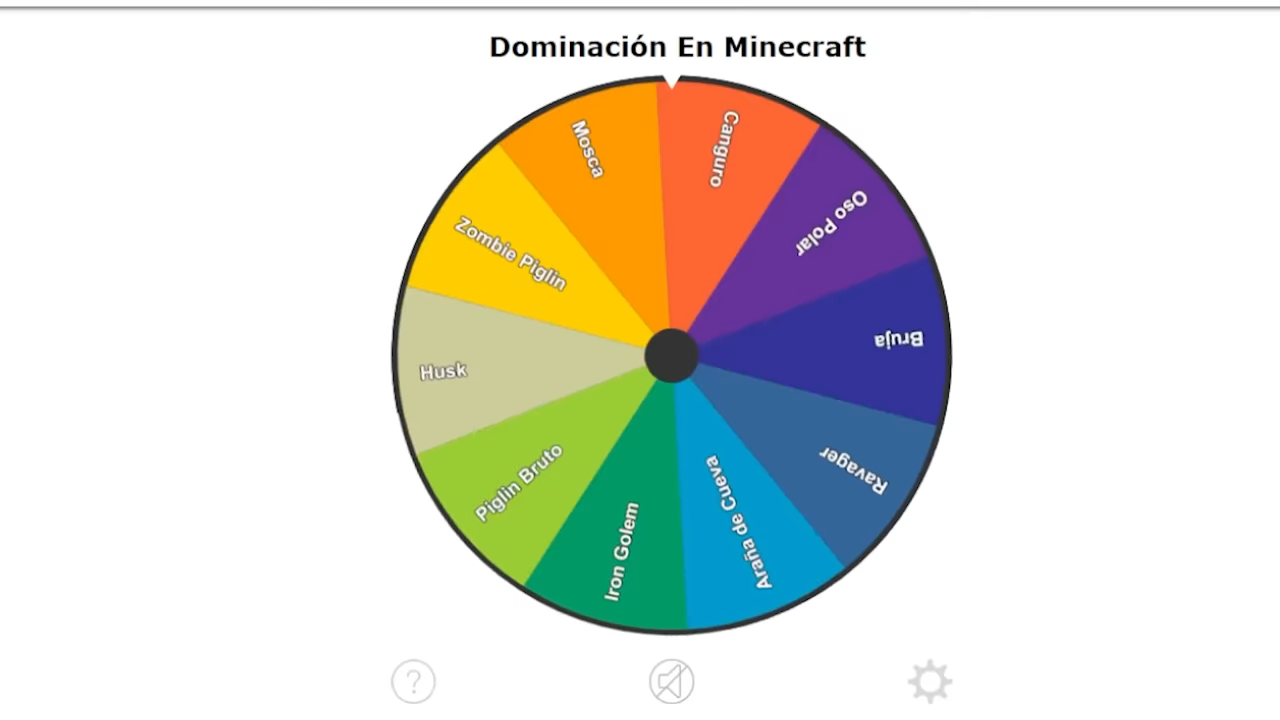 Dominación En Minecraft
Canguro
Oso Polar
Bruja
Ravager
Araña de Cueva
Iron Golem
Piglin Bruto
Husk
Zombie Piglin
Mosca
?